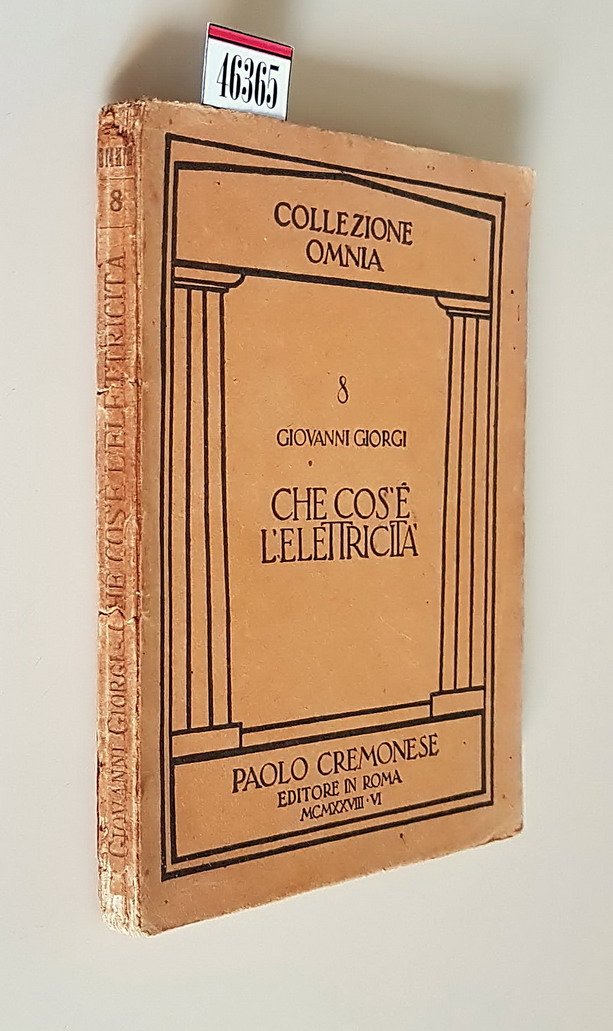 46365
COLLEZIONE
OMNIA
8
GIOVANNI GIORGI
CHE COS'È
L'ELETTRICITÀ
PAOLO CREMONESE
EDITORE IN ROMA
MCMXXVIII · VI
OMNIA
8
GIOVANNI GIORGI - CHE COS'È L'ELETTRICITÀ